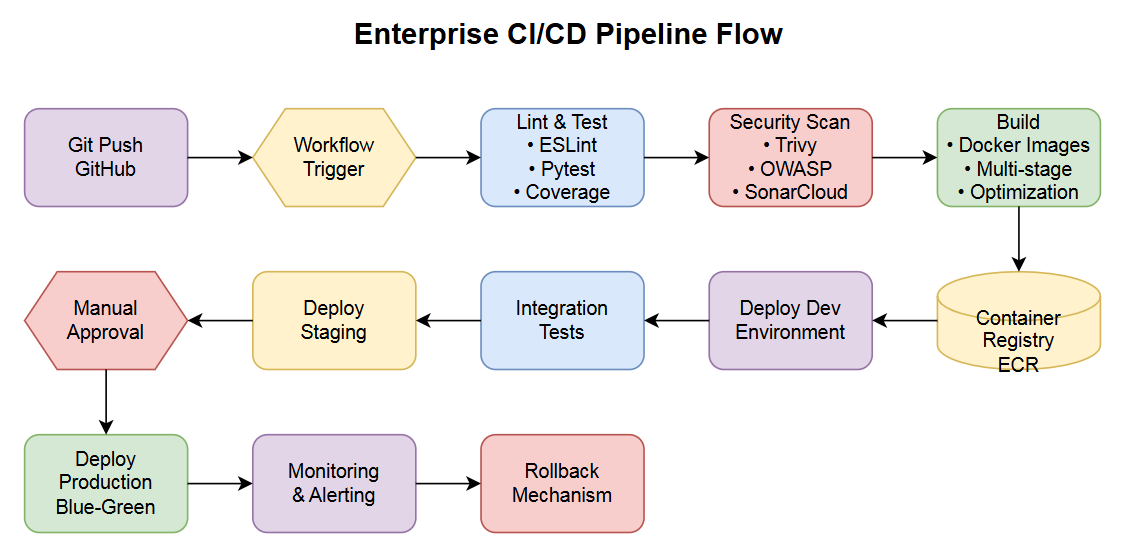 Enterprise CI/CD Pipeline Flow
Git Push
GitHub
Workflow
Trigger
Lint & Test
• ESLint
• Pytest
• Coverage
Security Scan
• Trivy
• OWASP
• SonarCloud
Build
• Docker Images
• Multi-stage
• Optimization
Container
Registry
ECR
Deploy Dev
Environment
Integration
Tests
Deploy
Staging
Manual
Approval
Deploy
Production
Blue-Green
Monitoring
& Alerting
Rollback
Mechanism